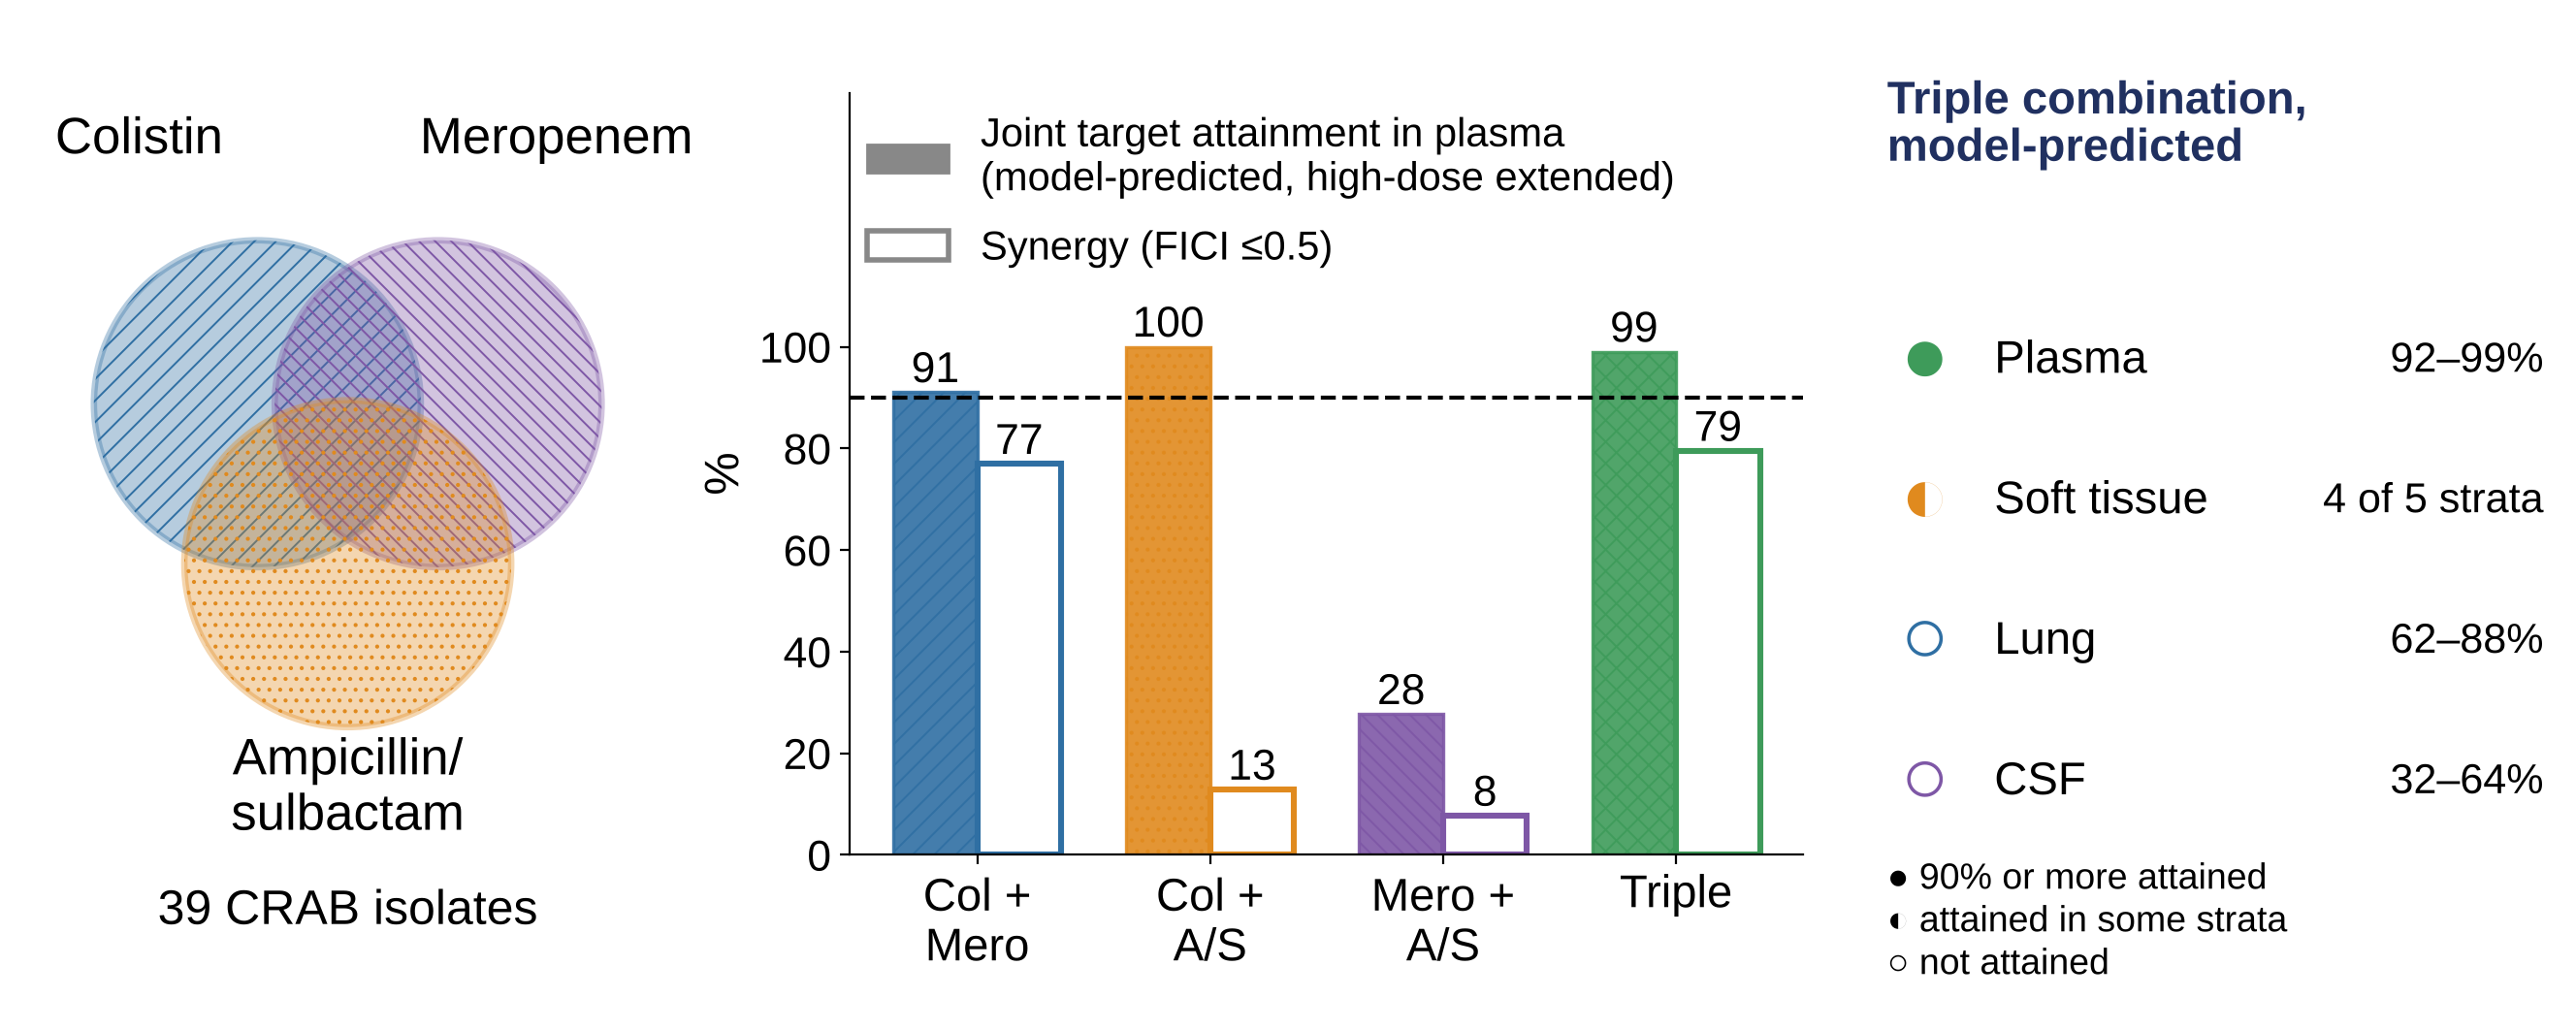 Colistin
Meropenem
Ampicillin/
sulbactam
39 CRAB isolates
Joint target attainment in plasma
(model-predicted, high-dose extended)
Synergy (FICI ≤0.5)
%
100
80
60
40
20
0
91
77
100
13
28
8
99
79
Col +
Mero
Col +
A/S
Mero +
A/S
Triple
Triple combination,
model-predicted
Plasma 92–99%
Soft tissue 4 of 5 strata
Lung 62–88%
CSF 32–64%
● 90% or more attained
◐ attained in some strata
○ not attained